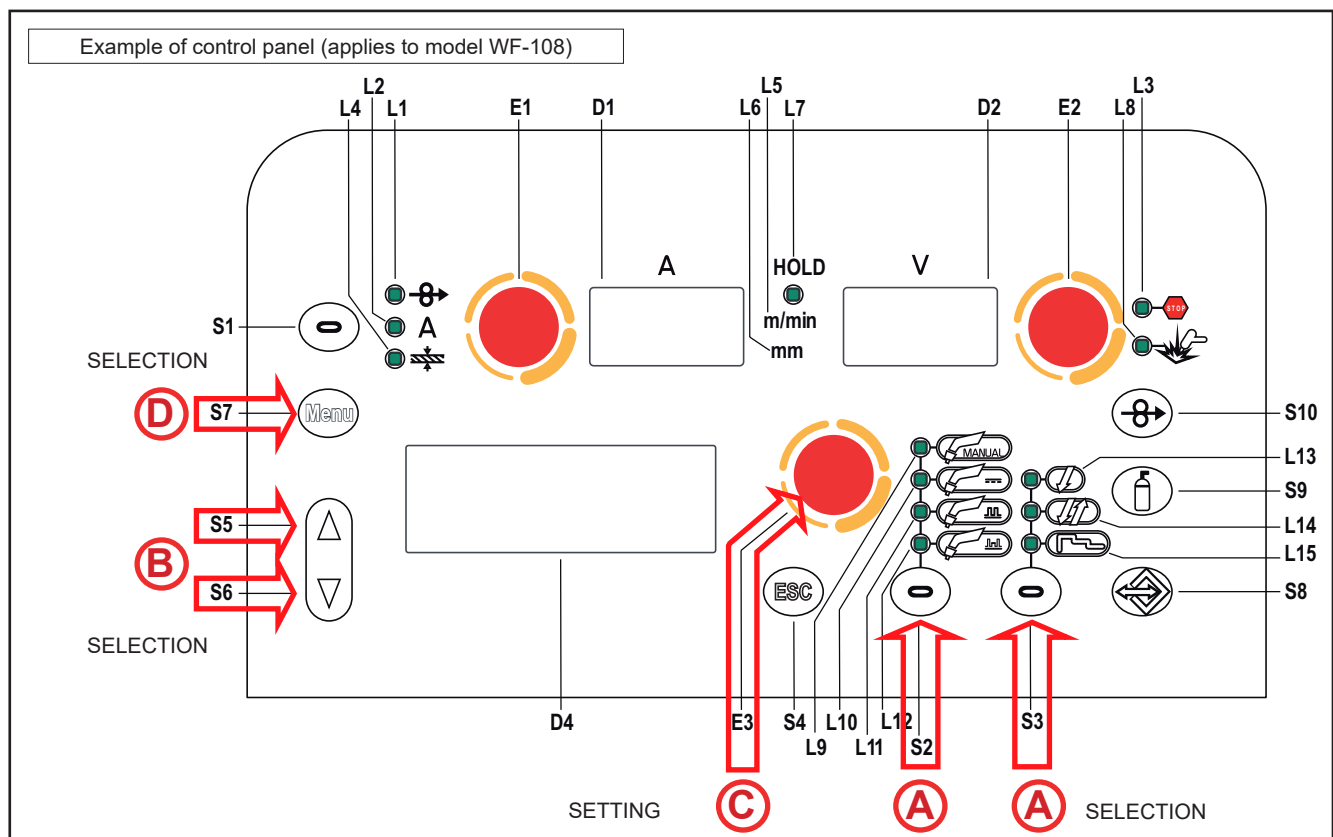 Example of control panel (applies to model WF-108)
L2 L5 L3
L4 L1 E1 D1 L6 L7 D2 E2 L8
A HOLD V
S1 A m/min STOP
mm
SELECTION
D S7 Menu S10
MANUAL L13
S5 S9
B L14
L15
S6 ESC S8
SELECTION
D4 E3 S4 L10 L12 S3
L9 L11 S2
SETTING C A A SELECTION